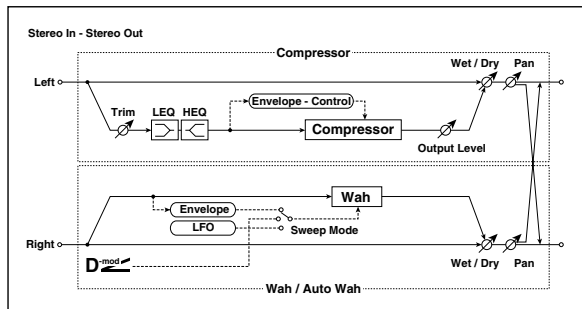 Stereo In - Stereo Out
Compressor
Wet / Dry
Pan
Left
Envelope - Control
Trim
LEQ
HEQ
Compressor
Output Level
Wah
Envelope
LFO
Sweep Mode
Right
D-mod
Wet / Dry
Pan
Wah / Auto Wah